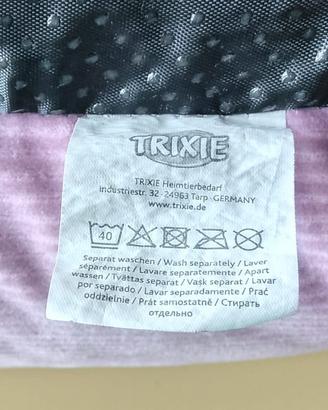 TRIXIE
TRIXIE Heimtierbedarf
Industriestr. 32·24963 Tarp·GERMANY
www.trixie.de
40
Separat waschen / Wash separately / Laver
séparément / Lavare separatemente / Apart
wassen / Tvättas separat / Vask separat / Lavar
por separado / Lavar separadamente / Prać
oddzielnie / Prát samostatně / Стирать
отдельно